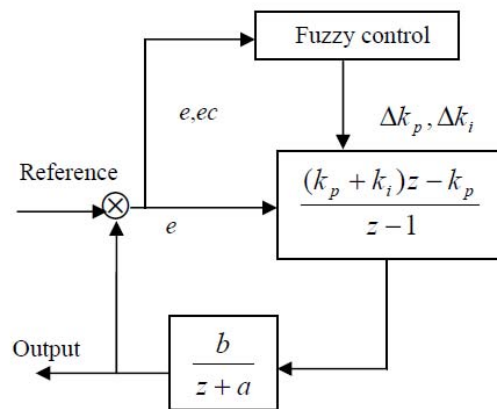 Fuzzy control
e,ec
Δk_p, Δk_i
Reference
e
(k_p + k_i)z − k_p
z − 1
Output
b
z + a